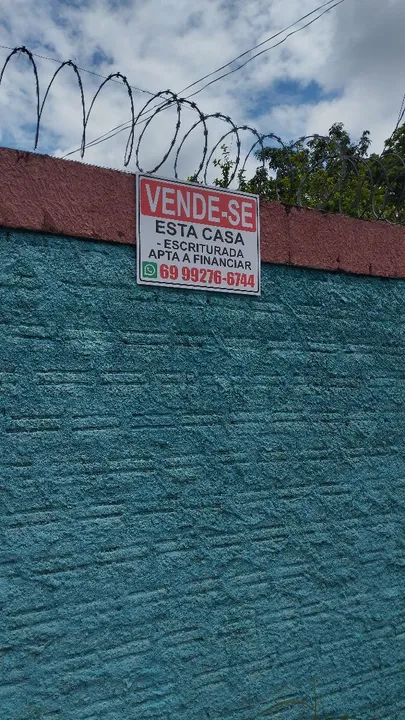 VENDE-SE
ESTA CASA
- ESCRITURADA
APTA A FINANCIAR
69 99276-6744